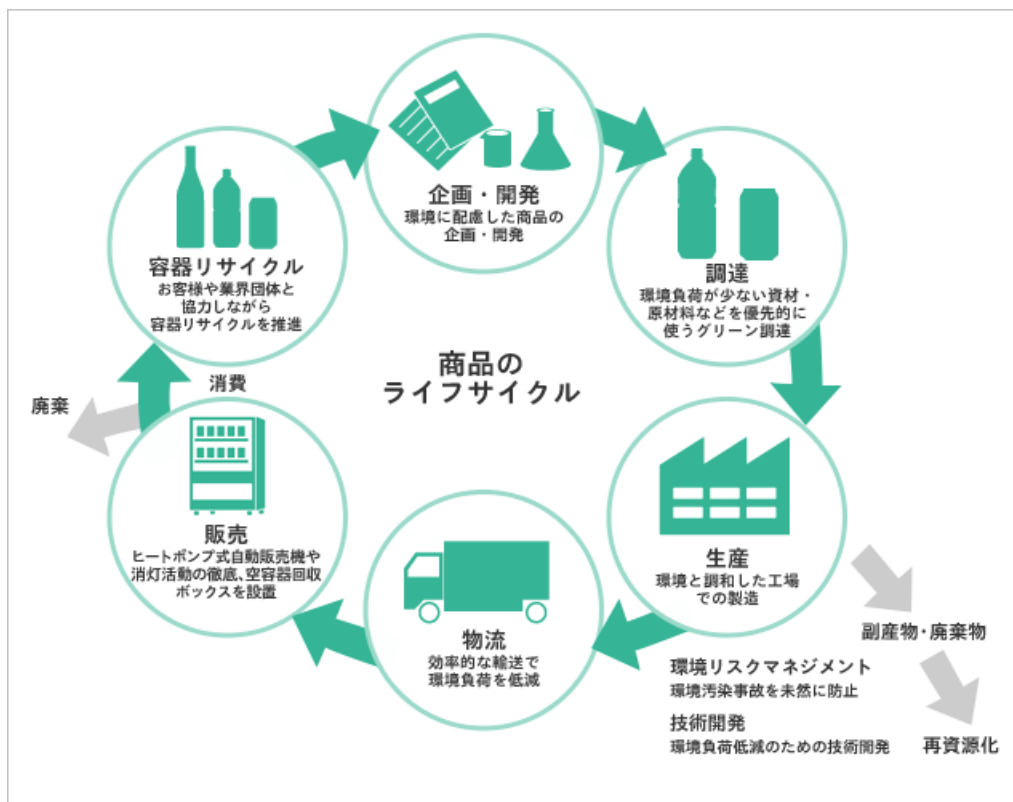 企画・開発
環境に配慮した商品の
企画・開発
調達
環境負荷が少ない資材・
原材料などを優先的に
使うグリーン調達
容器リサイクル
お客様や業界団体と
協力しながら
容器リサイクルを推進
商品の
ライフサイクル
消費
廃棄
販売
ヒートポンプ式自動販売機や
消灯活動の徹底、空容器回収
ボックスを設置
物流
効率的な輸送で
環境負荷を低減
生産
環境と調和した工場
での製造
副産物・廃棄物
再資源化
環境リスクマネジメント
環境汚染事故を未然に防止
技術開発
環境負荷低減のための技術開発